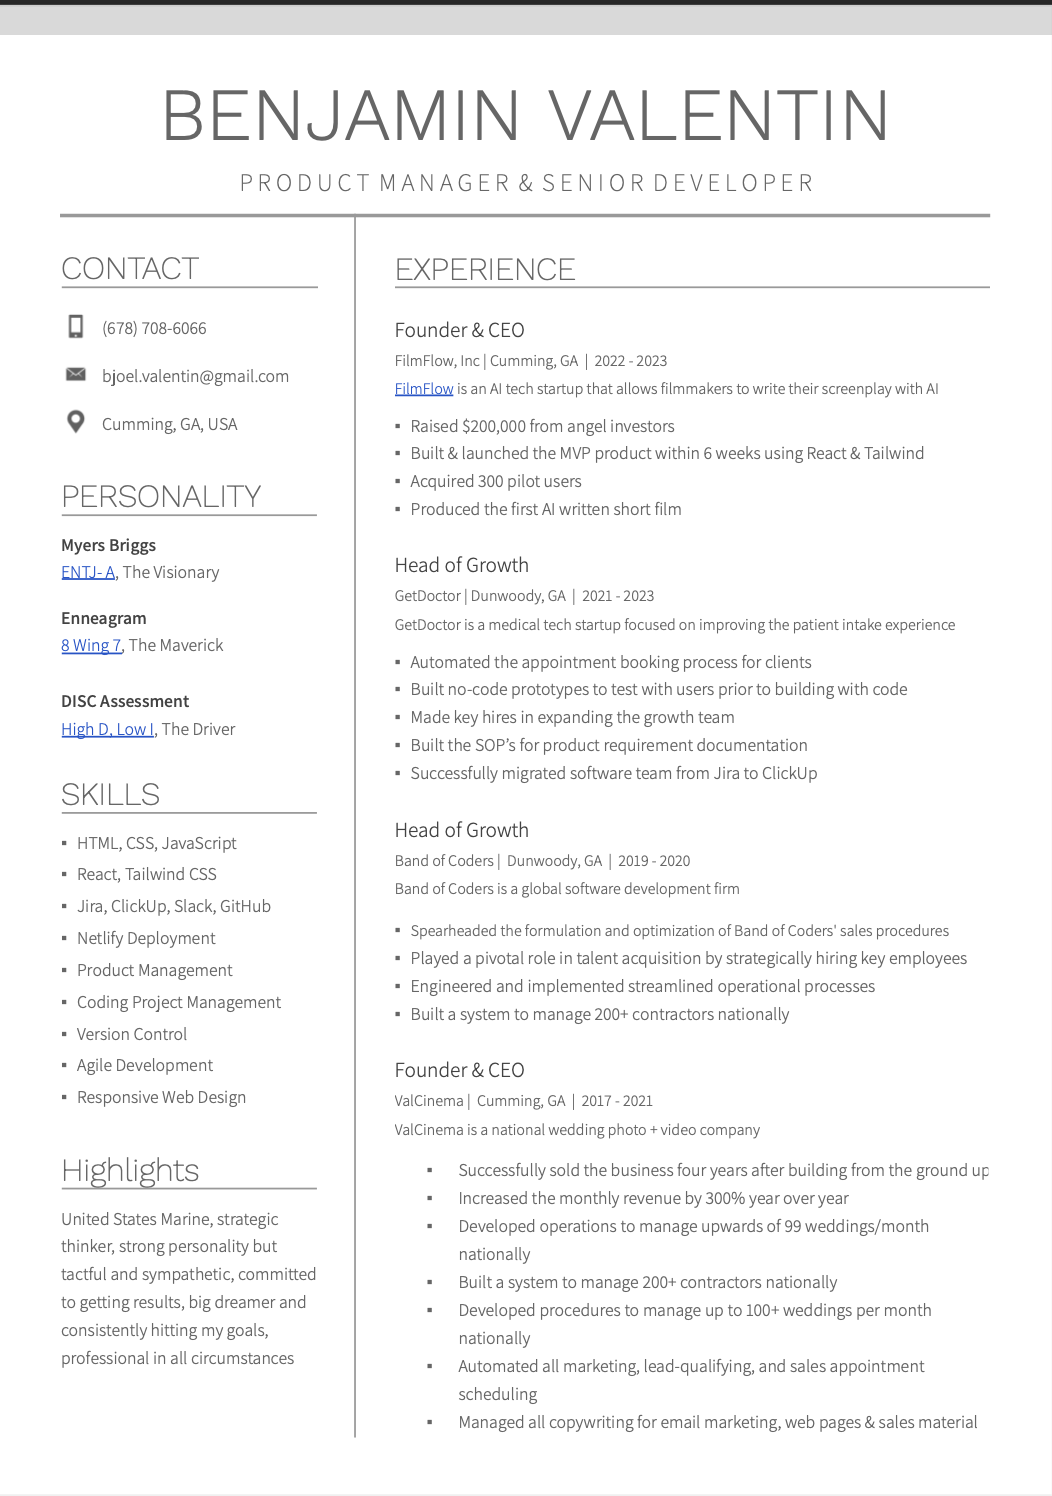 BENJAMIN VALENTIN
PRODUCT MANAGER & SENIOR DEVELOPER
CONTACT
(678) 708-6066
bjoel.valentin@gmail.com
Cumming, GA, USA
PERSONALITY
Myers Briggs
ENTJ- A, The Visionary
Enneagram
8 Wing 7, The Maverick
DISC Assessment
High D, Low I, The Driver
SKILLS
▪ HTML, CSS, JavaScript
▪ React, Tailwind CSS
▪ Jira, ClickUp, Slack, GitHub
▪ Netlify Deployment
▪ Product Management
▪ Coding Project Management
▪ Version Control
▪ Agile Development
▪ Responsive Web Design
Highlights
United States Marine, strategic
thinker, strong personality but
tactful and sympathetic, committed
to getting results, big dreamer and
consistently hitting my goals,
professional in all circumstances
EXPERIENCE
Founder & CEO
FilmFlow, Inc | Cumming, GA | 2022 - 2023
FilmFlow is an AI tech startup that allows filmmakers to write their screenplay with AI
▪ Raised $200,000 from angel investors
▪ Built & launched the MVP product within 6 weeks using React & Tailwind
▪ Acquired 300 pilot users
▪ Produced the first AI written short film
Head of Growth
GetDoctor | Dunwoody, GA | 2021 - 2023
GetDoctor is a medical tech startup focused on improving the patient intake experience
▪ Automated the appointment booking process for clients
▪ Built no-code prototypes to test with users prior to building with code
▪ Made key hires in expanding the growth team
▪ Built the SOP’s for product requirement documentation
▪ Successfully migrated software team from Jira to ClickUp
Head of Growth
Band of Coders | Dunwoody, GA | 2019 - 2020
Band of Coders is a global software development firm
▪ Spearheaded the formulation and optimization of Band of Coders' sales procedures
▪ Played a pivotal role in talent acquisition by strategically hiring key employees
▪ Engineered and implemented streamlined operational processes
▪ Built a system to manage 200+ contractors nationally
Founder & CEO
ValCinema | Cumming, GA | 2017 - 2021
ValCinema is a national wedding photo + video company
▪ Successfully sold the business four years after building from the ground up
▪ Increased the monthly revenue by 300% year over year
▪ Developed operations to manage upwards of 99 weddings/month
nationally
▪ Built a system to manage 200+ contractors nationally
▪ Developed procedures to manage up to 100+ weddings per month
nationally
▪ Automated all marketing, lead-qualifying, and sales appointment
scheduling
▪ Managed all copywriting for email marketing, web pages & sales material